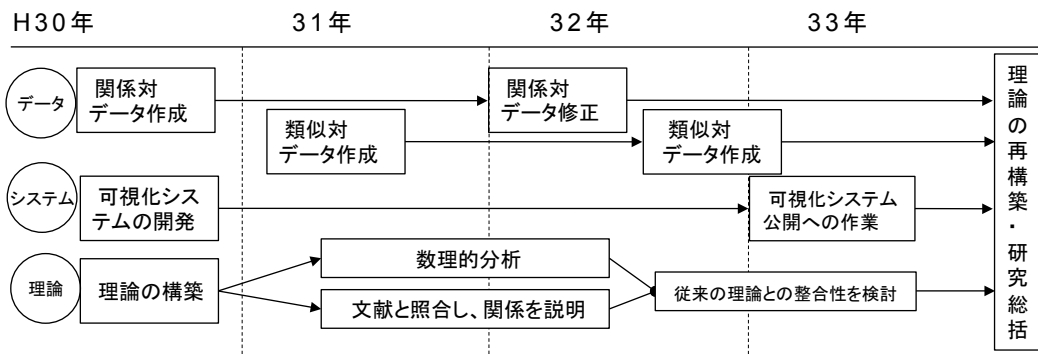 H30年 31年 32年 33年
データ
関係対
データ作成
関係対
データ修正
類似対
データ作成
類似対
データ作成
システム
可視化シス
テムの開発
可視化システム
公開への作業
理論
理論の構築
数理的分析
文献と照合し、関係を説明
従来の理論との整合性を検討
理論の再構築・研究総括